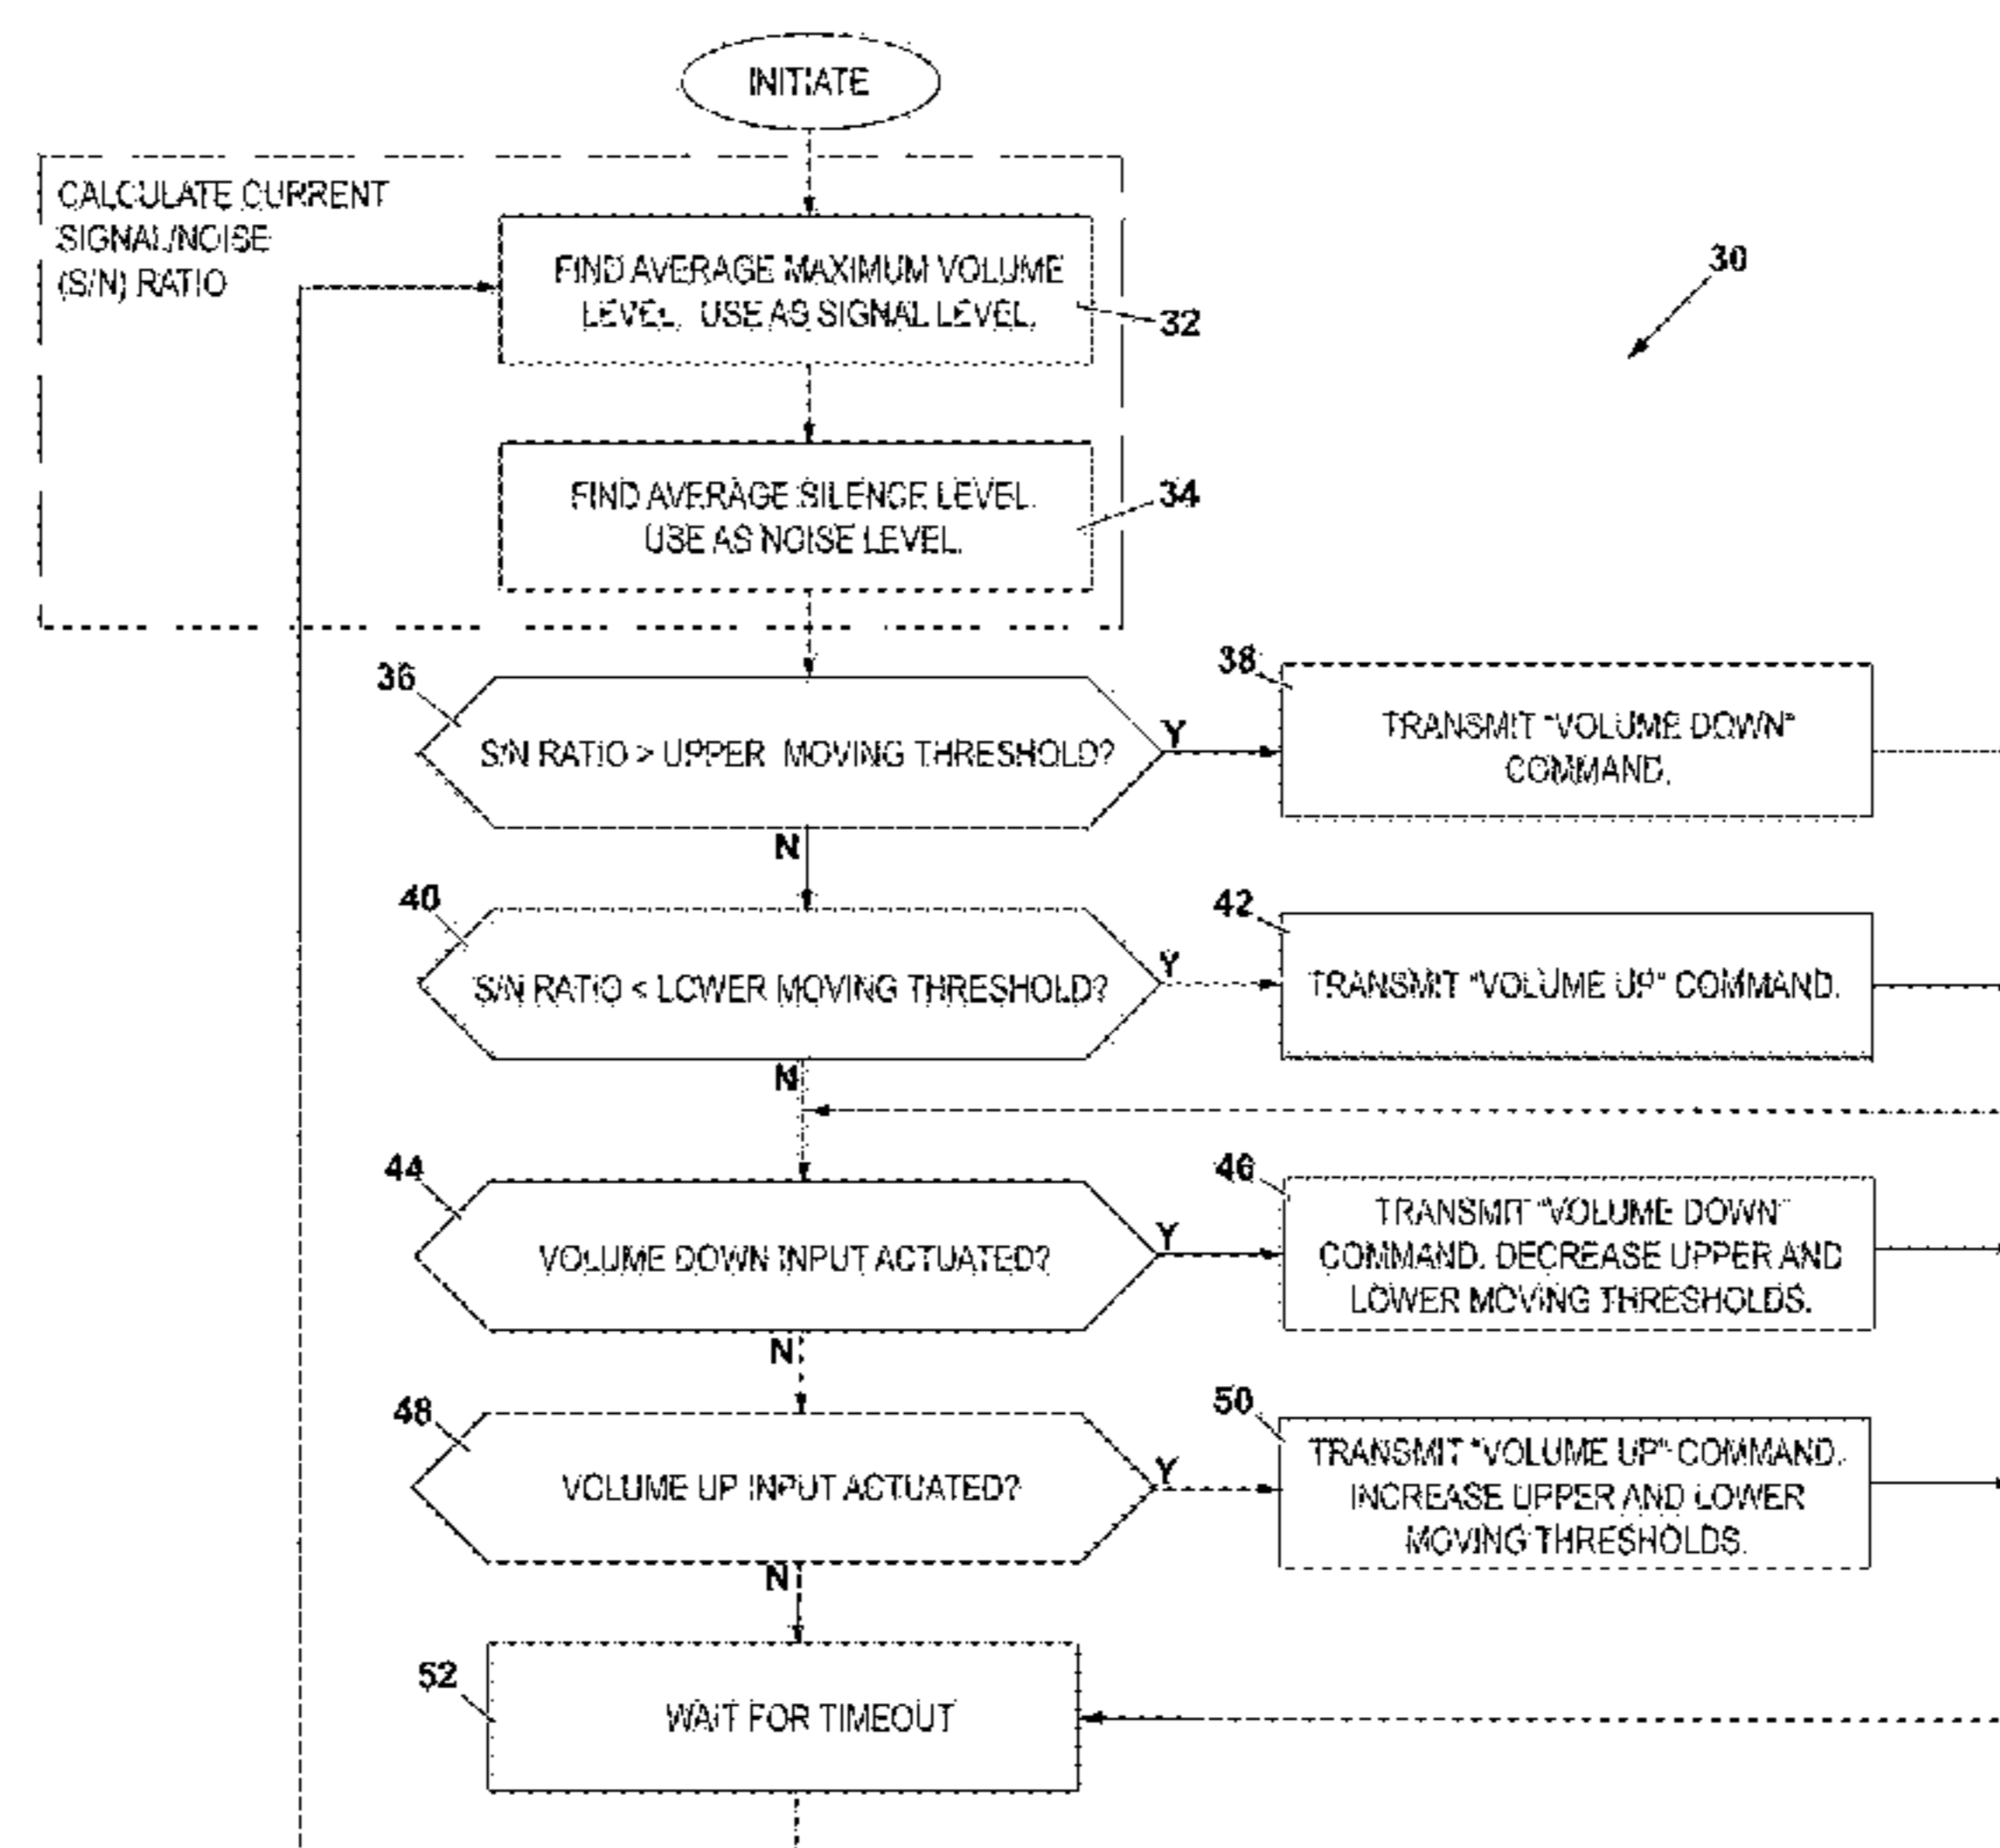 INITIATE
CALCULATE CURRENT
SIGNAL/NOISE
(S/N) RATIO
FIND AVERAGE MAXIMUM VOLUME
LEVEL. USE AS SIGNAL LEVEL.
32
30
FIND AVERAGE SILENCE LEVEL.
USE AS NOISE LEVEL.
34
36
S/N RATIO > UPPER MOVING THRESHOLD?
Y
N
38
TRANSMIT "VOLUME DOWN"
COMMAND.
40
S/N RATIO < LOWER MOVING THRESHOLD?
Y
N
42
TRANSMIT "VOLUME UP" COMMAND.
44
VOLUME DOWN INPUT ACTUATED?
Y
N
46
TRANSMIT "VOLUME DOWN"
COMMAND. DECREASE UPPER AND
LOWER MOVING THRESHOLDS.
48
VOLUME UP INPUT ACTUATED?
Y
N
50
TRANSMIT "VOLUME UP" COMMAND.
INCREASE UPPER AND LOWER
MOVING THRESHOLDS.
52
WAIT FOR TIMEOUT